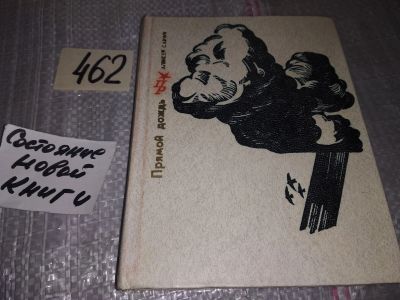 462
Состояние
новой
книги
Прямой дождь